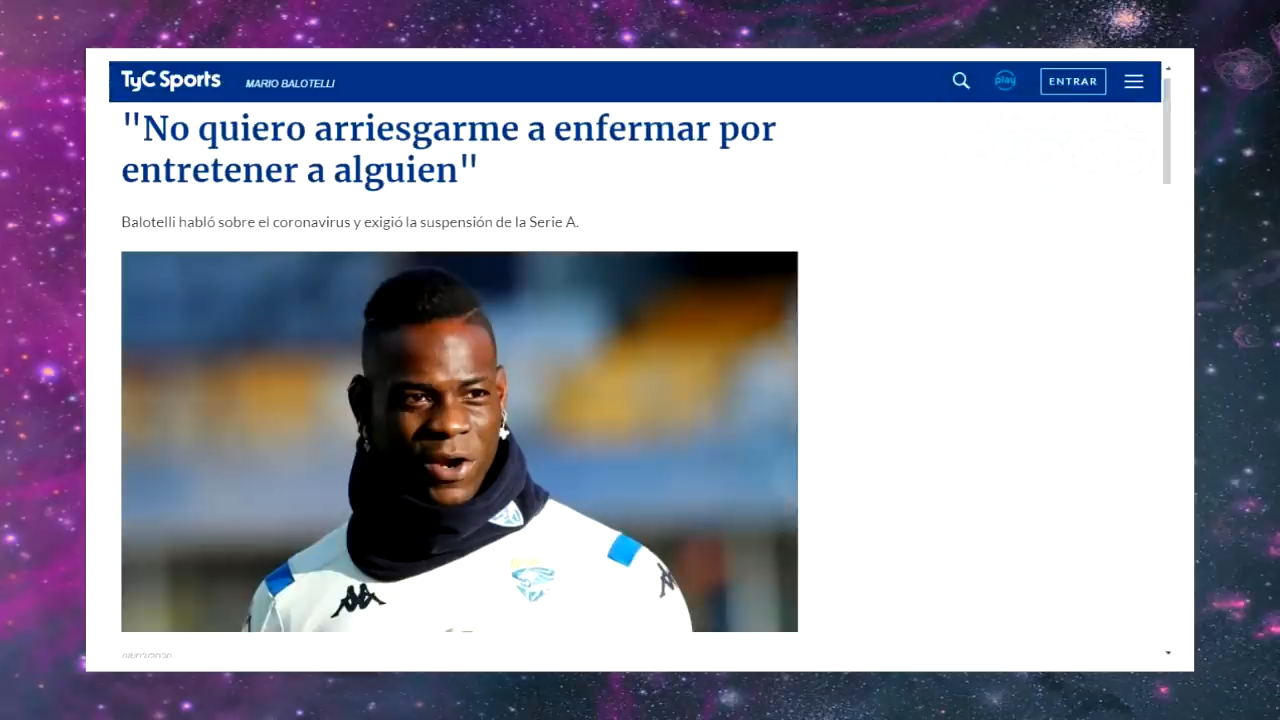 TyC Sports
MARIO BALOTELLI
play
ENTRAR
"No quiero arriesgarme a enfermar por
entretener a alguien"
Balotelli habló sobre el coronavirus y exigió la suspensión de la Serie A.